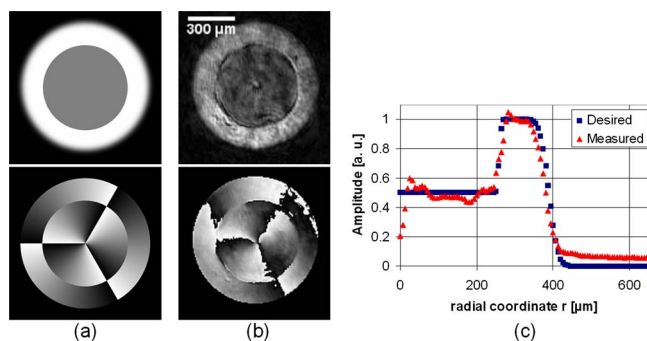 300 µm
Desired
Measured
Amplitude [a. u.]
1
0.8
0.6
0.4
0.2
0
0
200
400
600
radial coordinate r [µm]
(a)
(b)
(c)